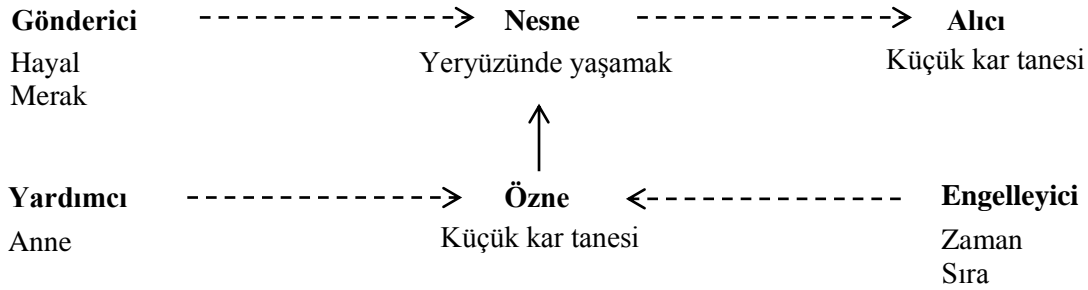 Gönderici Nesne Alıcı
Hayal Yeryüzünde yaşamak Küçük kar tanesi
Merak
Yardımcı Özne Engelleyici
Anne Küçük kar tanesi Zaman
Sıra